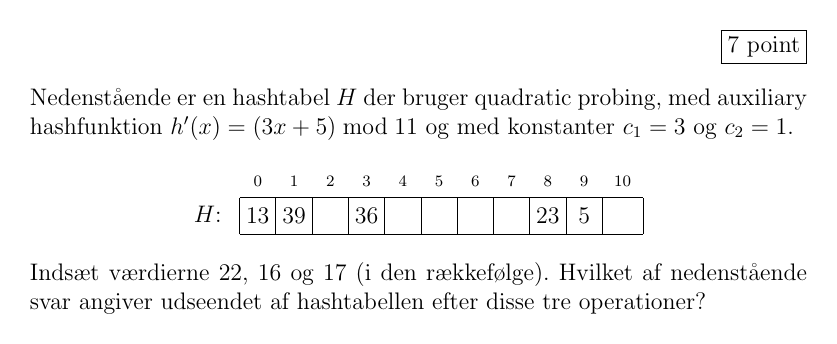 7 point
Nedenstående er en hashtabel H der bruger quadratic probing, med auxiliary
hashfunktion h′(x) = (3x + 5) mod 11 og med konstanter c₁ = 3 og c₂ = 1.
0 1 2 3 4 5 6 7 8 9 10
H: 13 39 36 23 5
Indsæt værdierne 22, 16 og 17 (i den rækkefølge). Hvilket af nedenstående
svar angiver udseendet af hashtabellen efter disse tre operationer?